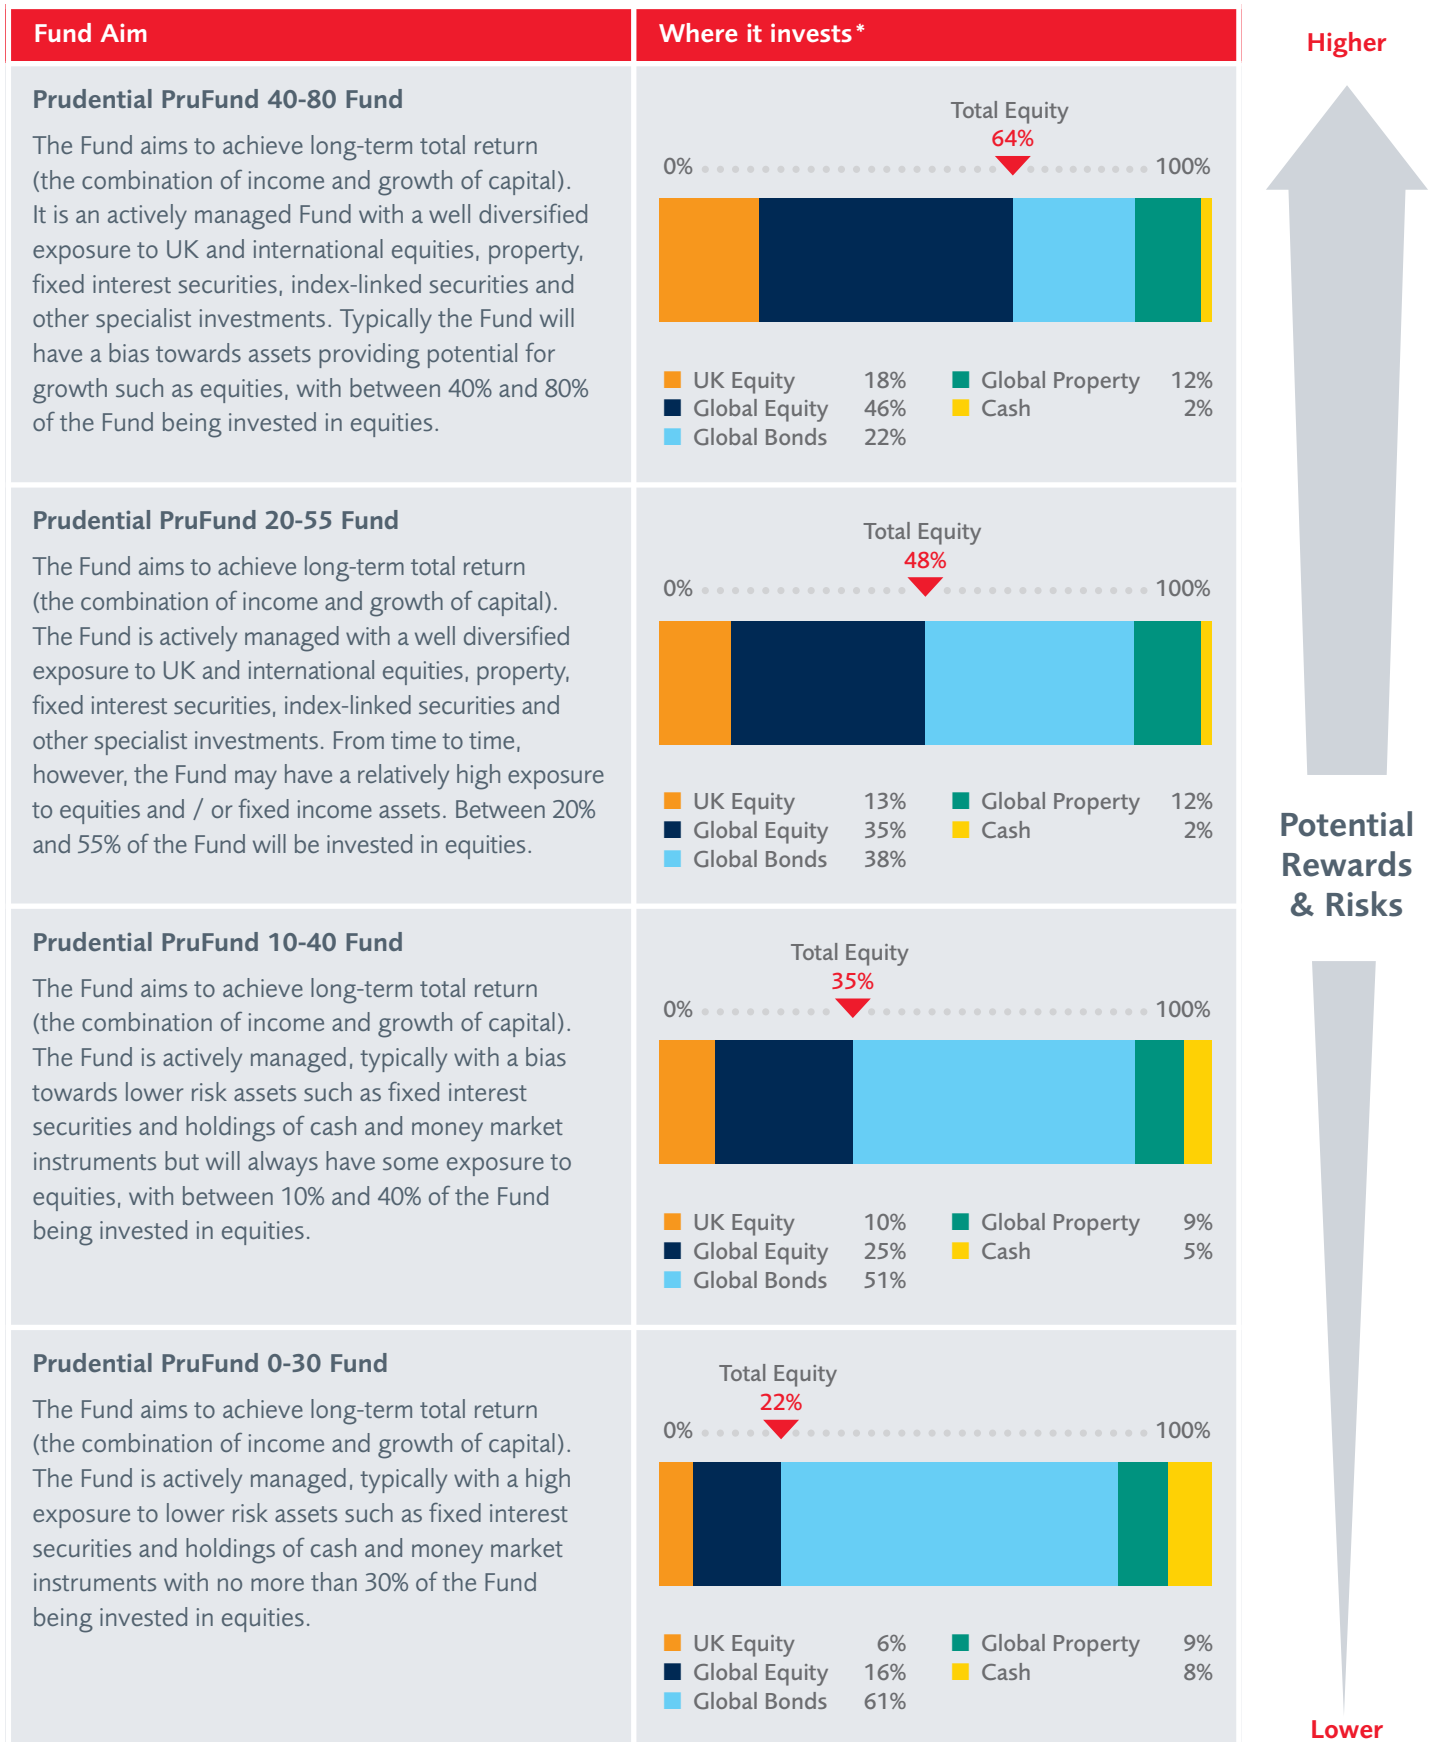 Fund Aim
Where it invests*
Higher
Prudential PruFund 40-80 Fund
The Fund aims to achieve long-term total return
(the combination of income and growth of capital).
It is an actively managed Fund with a well diversified
exposure to UK and international equities, property,
fixed interest securities, index-linked securities and
other specialist investments. Typically the Fund will
have a bias towards assets providing potential for
growth such as equities, with between 40% and 80%
of the Fund being invested in equities.
Total Equity
64%
0% 100%
UK Equity 18% Global Property 12%
Global Equity 46% Cash 2%
Global Bonds 22%
Prudential PruFund 20-55 Fund
The Fund aims to achieve long-term total return
(the combination of income and growth of capital).
The Fund is actively managed with a well diversified
exposure to UK and international equities, property,
fixed interest securities, index-linked securities and
other specialist investments. From time to time,
however, the Fund may have a relatively high exposure
to equities and / or fixed income assets. Between 20%
and 55% of the Fund will be invested in equities.
Total Equity
48%
0% 100%
UK Equity 13% Global Property 12%
Global Equity 35% Cash 2%
Global Bonds 38%
Potential
Rewards
& Risks
Prudential PruFund 10-40 Fund
The Fund aims to achieve long-term total return
(the combination of income and growth of capital).
The Fund is actively managed, typically with a bias
towards lower risk assets such as fixed interest
securities and holdings of cash and money market
instruments but will always have some exposure to
equities, with between 10% and 40% of the Fund
being invested in equities.
Total Equity
35%
0% 100%
UK Equity 10% Global Property 9%
Global Equity 25% Cash 5%
Global Bonds 51%
Prudential PruFund 0-30 Fund
The Fund aims to achieve long-term total return
(the combination of income and growth of capital).
The Fund is actively managed, typically with a high
exposure to lower risk assets such as fixed interest
securities and holdings of cash and money market
instruments with no more than 30% of the Fund
being invested in equities.
Total Equity
22%
0% 100%
UK Equity 6% Global Property 9%
Global Equity 16% Cash 8%
Global Bonds 61%
Lower